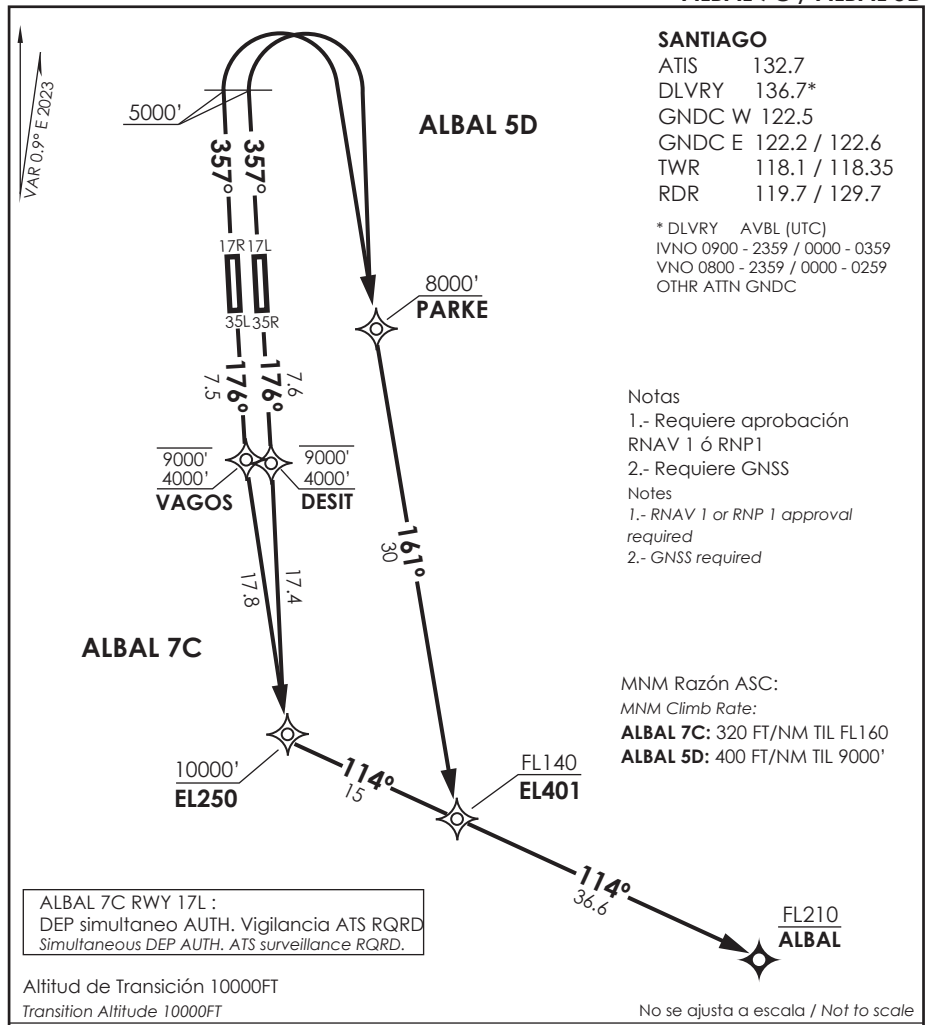 VAR 0.9° E 2023
5000'
357°
357°
ALBAL 5D
17R
17L
35L
35R
7.5
176°
176°
7.6
9000'
4000'
VAGOS
9000'
4000'
DESIT
8000'
PARKE
161°
30
17.8
17.4
ALBAL 7C
10000'
EL250
114°
15
FL140
EL401
114°
36.6
FL210
ALBAL
SANTIAGO
ATIS 132.7
DLVRY 136.7*
GNDC W 122.5
GNDC E 122.2 / 122.6
TWR 118.1 / 118.35
RDR 119.7 / 129.7
* DLVRY AVBL (UTC)
IVNO 0900 - 2359 / 0000 - 0359
VNO 0800 - 2359 / 0000 - 0259
OTHR ATTN GNDC
Notas
1.- Requiere aprobación
RNAV 1 ó RNP1
2.- Requiere GNSS
Notes
1.- RNAV 1 or RNP 1 approval
required
2.- GNSS required
MNM Razón ASC:
MNM Climb Rate:
ALBAL 7C: 320 FT/NM TIL FL160
ALBAL 5D: 400 FT/NM TIL 9000'
ALBAL 7C RWY 17L :
DEP simultaneo AUTH. Vigilancia ATS RQRD
Simultaneous DEP AUTH. ATS surveillance RQRD.
Altitud de Transición 10000FT
Transition Altitude 10000FT
No se ajusta a escala / Not to scale